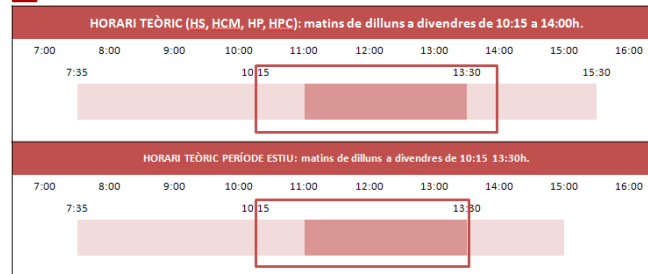 HORARI TEÒRIC (HS, HCM, HP, HPC): matins de dilluns a divendres de 10:15 a 14:00h.
7:00 8:00 9:00 10:00 11:00 12:00 13:00 14:00 15:00 16:00
7:35 10:15 13:30 15:30
HORARI TEÒRIC PERÍODE ESTIU: matins de dilluns a divendres de 10:15 13:30h.
7:00 8:00 9:00 10:00 11:00 12:00 13:00 14:00 15:00 16:00
7:35 10:15 13:30